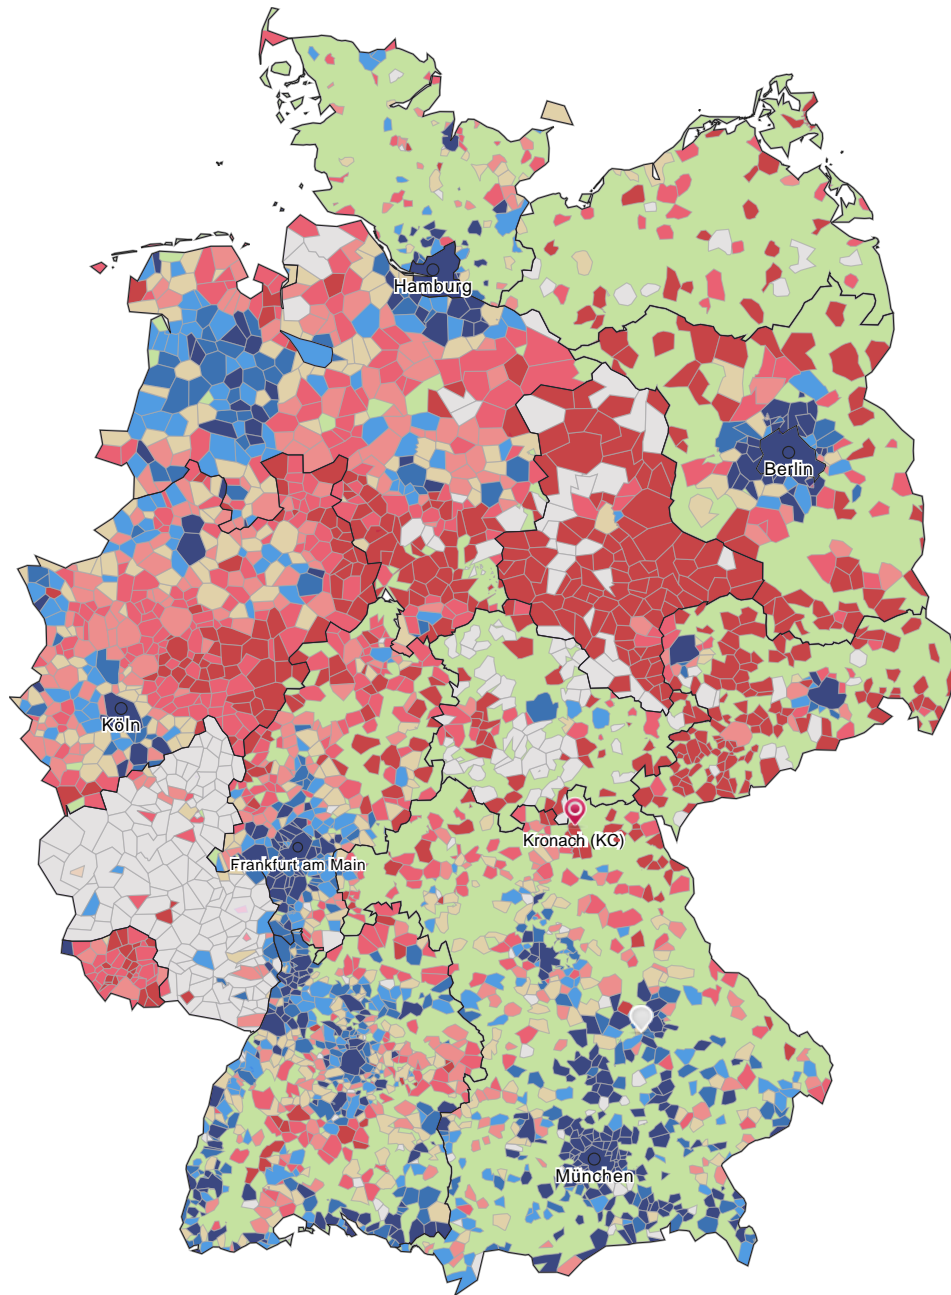 Hamburg
Berlin
Köln
Kronach (KC)
Frankfurt am Main
München